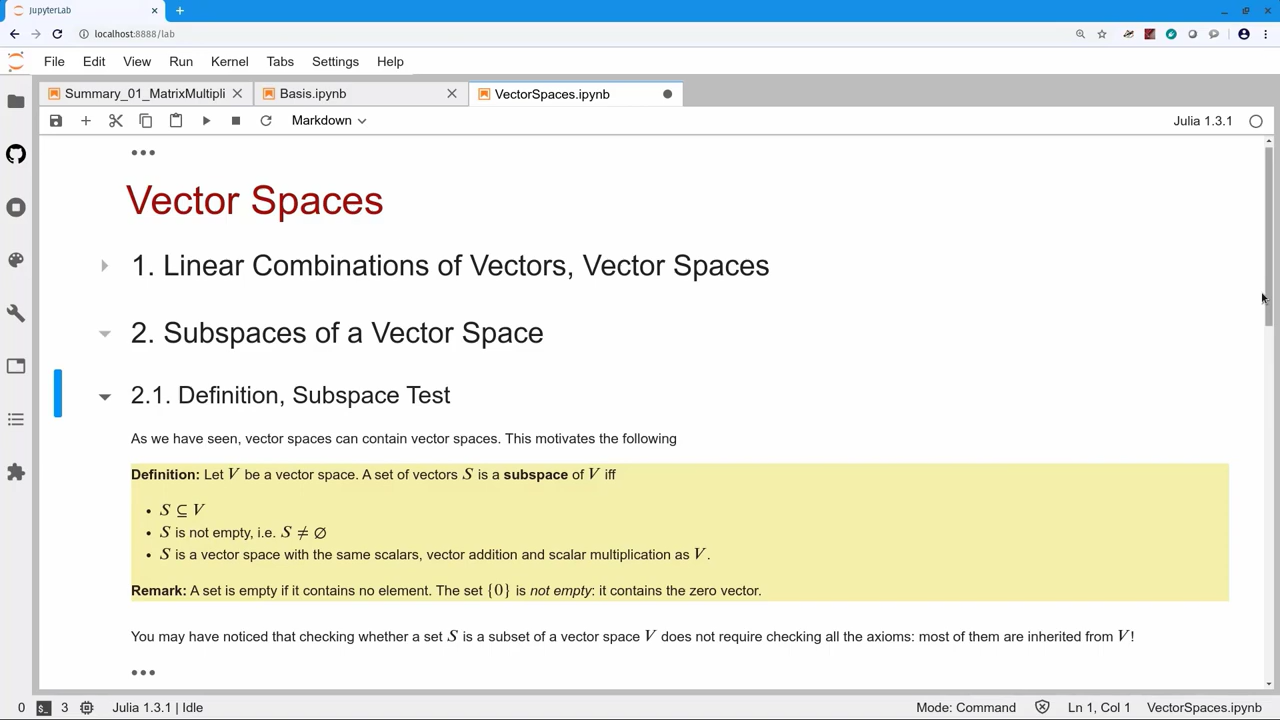 JupyterLab
localhost:8888/lab
File Edit View Run Kernel Tabs Settings Help
Summary_01_MatrixMultipli Basis.ipynb VectorSpaces.ipynb
Markdown Julia 1.3.1
Vector Spaces
1. Linear Combinations of Vectors, Vector Spaces
2. Subspaces of a Vector Space
2.1. Definition, Subspace Test
As we have seen, vector spaces can contain vector spaces. This motivates the following
Definition: Let V be a vector space. A set of vectors S is a subspace of V iff
• S ⊆ V
• S is not empty, i.e. S ≠ ∅
• S is a vector space with the same scalars, vector addition and scalar multiplication as V.
Remark: A set is empty if it contains no element. The set {0} is not empty: it contains the zero vector.
You may have noticed that checking whether a set S is a subset of a vector space V does not require checking all the axioms: most of them are inherited from V!
0 3 Julia 1.3.1 | Idle Mode: Command Ln 1, Col 1 VectorSpaces.ipynb